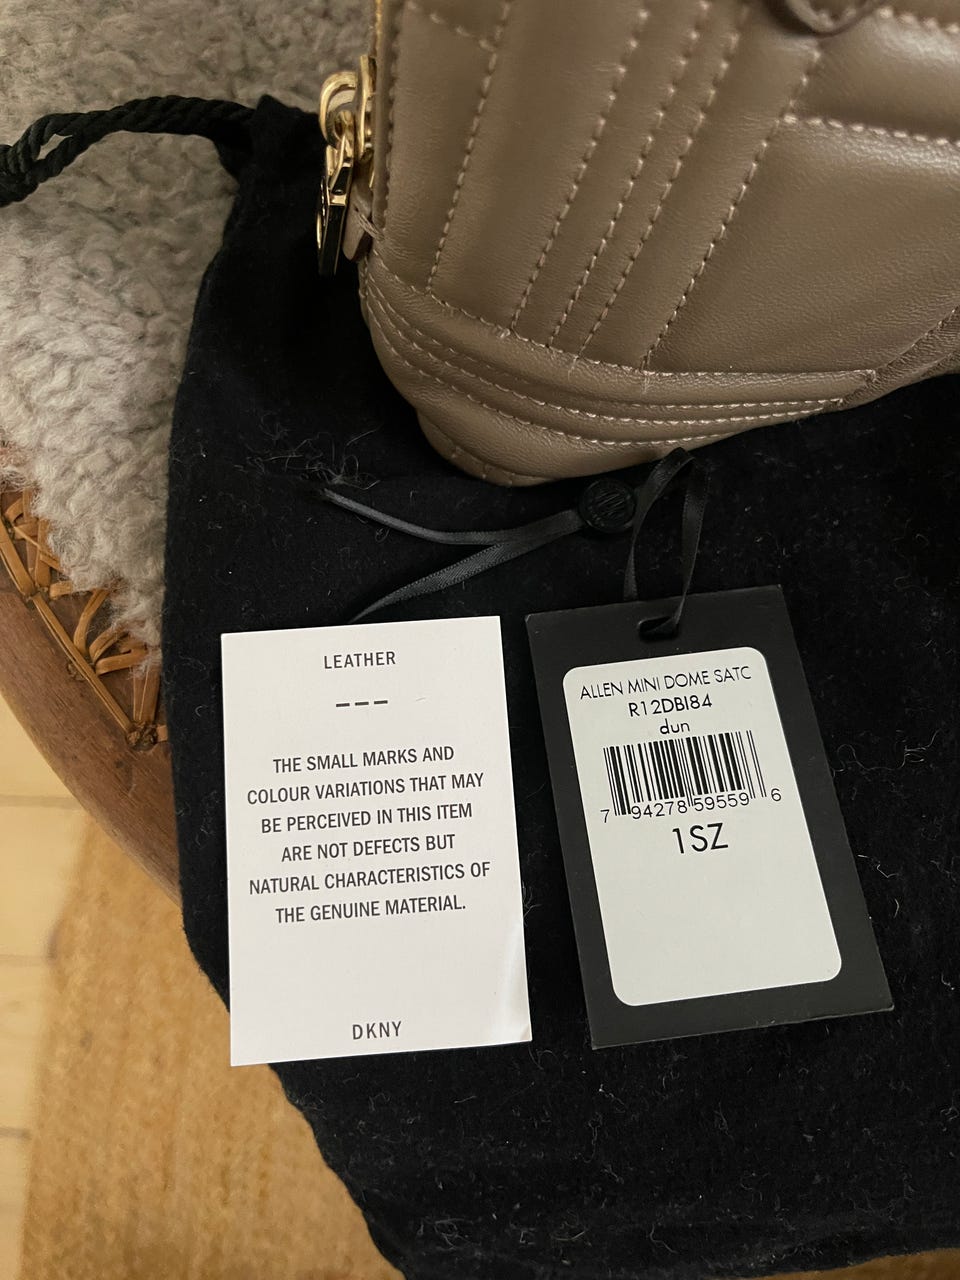 LEATHER
---
THE SMALL MARKS AND
COLOUR VARIATIONS THAT MAY
BE PERCEIVED IN THIS ITEM
ARE NOT DEFECTS BUT
NATURAL CHARACTERISTICS OF
THE GENUINE MATERIAL.
DKNY
ALLEN MINI DOME SATC
R12DBI84
dun
7 94278 59559 6
1SZ